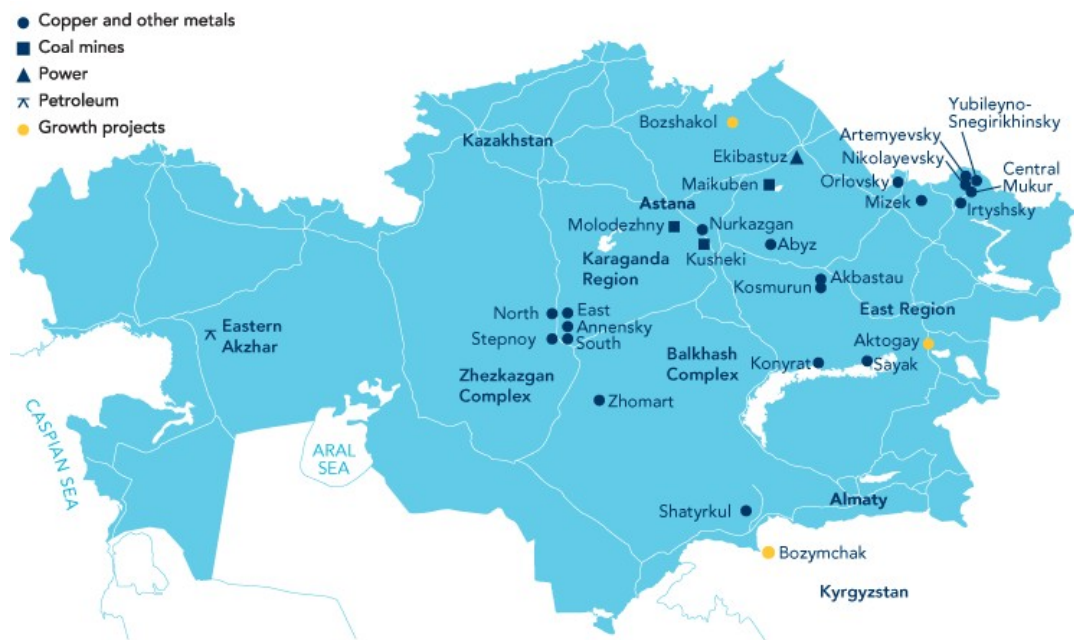 Copper and other metals
Coal mines
Power
Petroleum
Growth projects
Yubileyno-
Snegirikhinsky
Bozshakol
Artemyevsky
Kazakhstan
Nikolayevsky
Ekibastuz
Central
Mukur
Maikuben
Orlovsky
Mizek
Irtyshsky
Astana
Molodezhny
Nurkazgan
Abyz
Kusheki
Karaganda
Region
Akbastau
Kosmurun
North
East
East Region
Annensky
Eastern
Akzhar
Stepnoy
South
Aktogay
Balkhash
Complex
Konyrat
Sayak
Zhezkazgan
Complex
Zhomart
CASPIAN SEA
ARAL
SEA
Almaty
Shatyrkul
Bozymchak
Kyrgyzstan